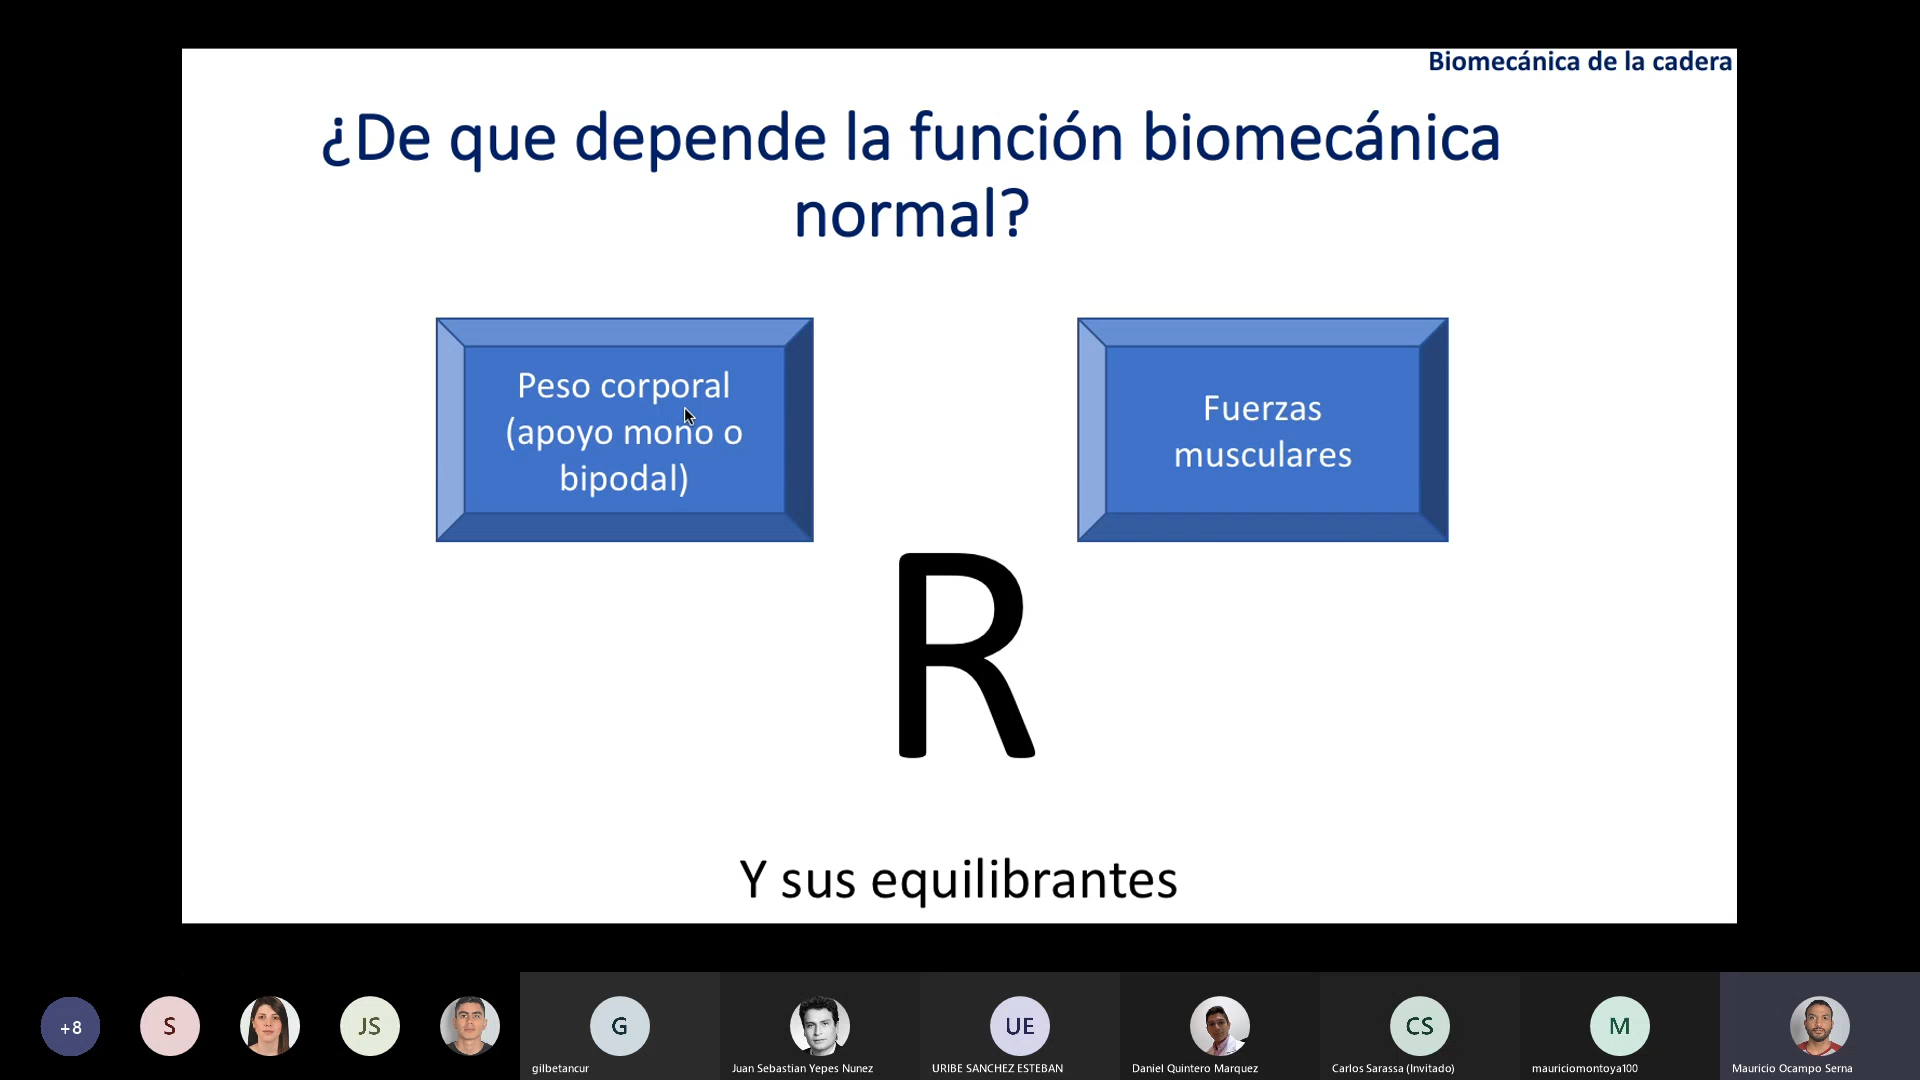 Biomecánica de la cadera
¿De que depende la función biomecánica
normal?
Peso corporal
(apoyo mono o
bipodal)
Fuerzas
musculares
R
Y sus equilibrantes
+8
S
JS
G
UE
CS
M
gilbetancur
Juan Sebastian Yepes Nunez
URIBE SANCHEZ ESTEBAN
Daniel Quintero Marquez
Carlos Sarassa (Invitado)
mauriciomontoya100
Mauricio Ocampo Serna